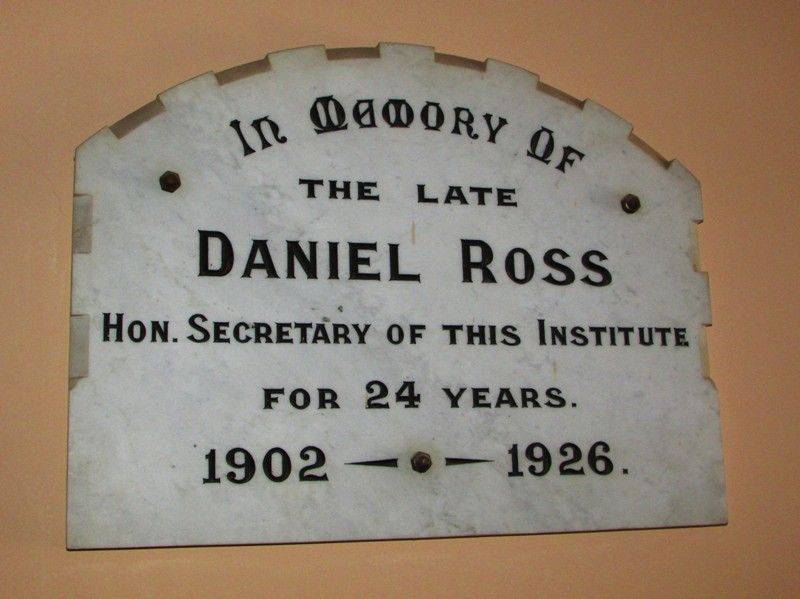 In Memory Of
THE LATE
DANIEL ROSS
HON. SECRETARY OF THIS INSTITUTE
FOR 24 YEARS.
1902 — 1926.